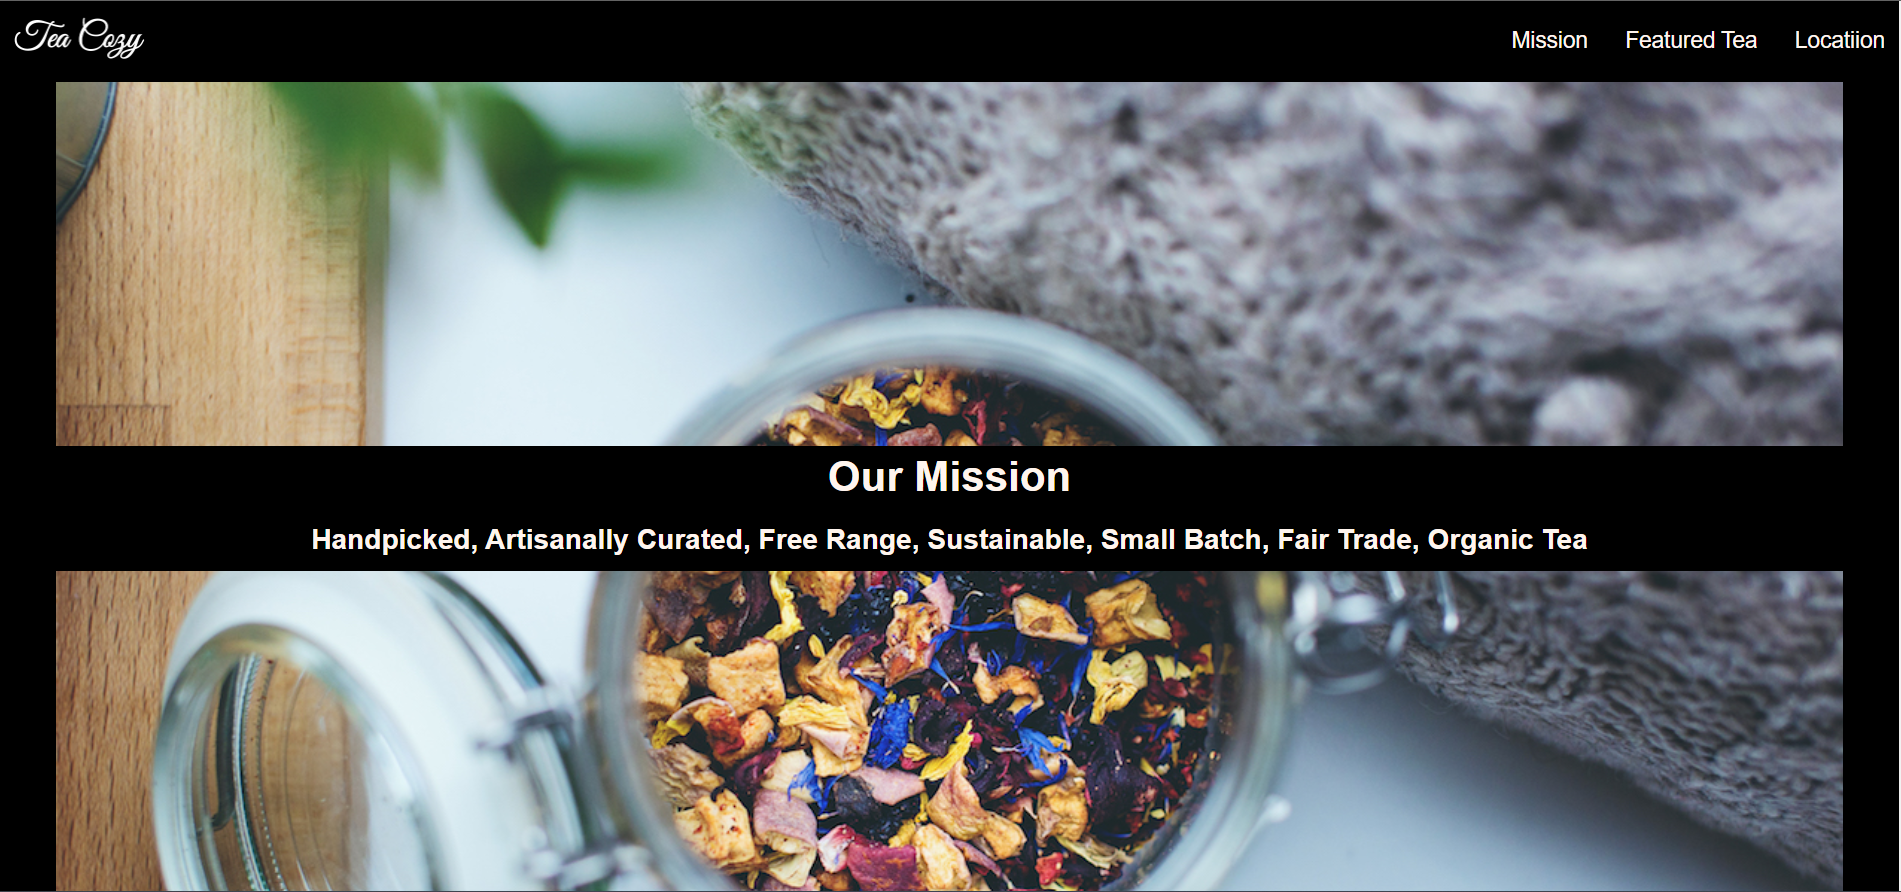 Tea Cozy
Mission Featured Tea Locatiion
Our Mission
Handpicked, Artisanally Curated, Free Range, Sustainable, Small Batch, Fair Trade, Organic Tea